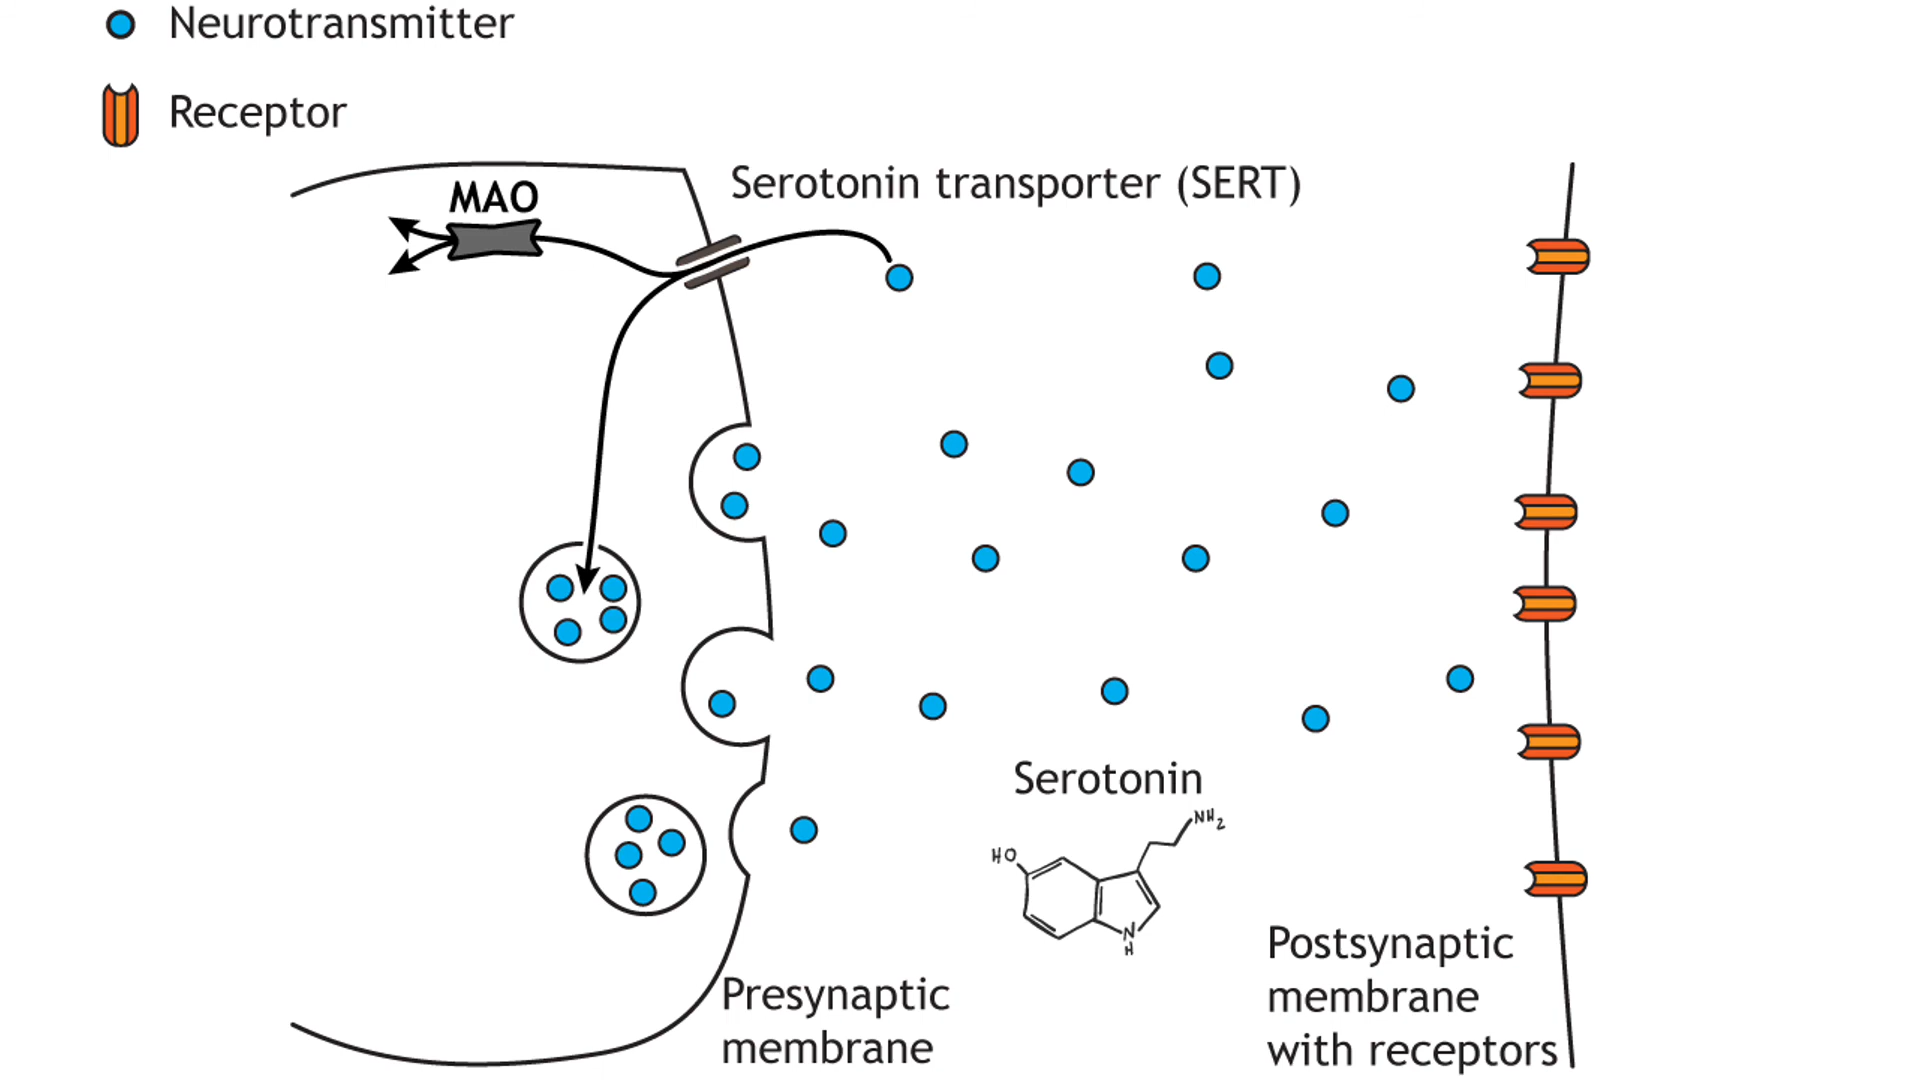 Neurotransmitter
Receptor
Serotonin transporter (SERT)
MAO
Serotonin
NH2
HO
N
H
Presynaptic
membrane
Postsynaptic
membrane
with receptors